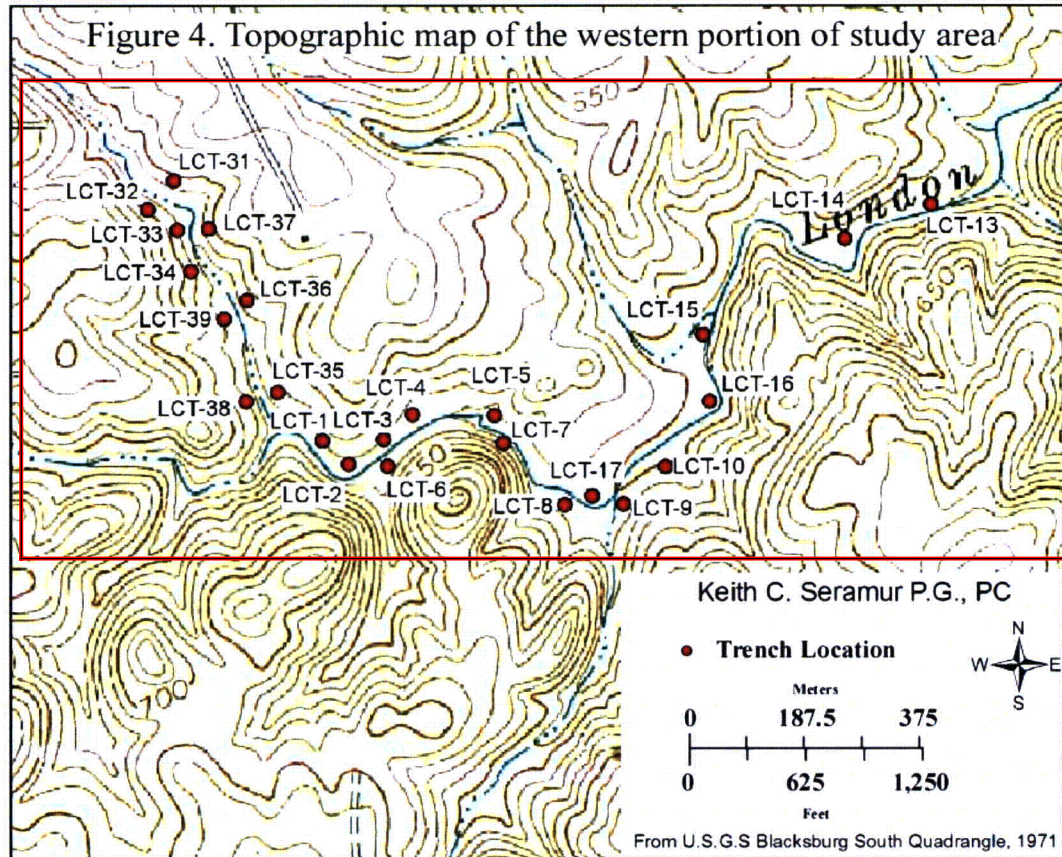 Figure 4. Topographic map of the western portion of study area
550
LCT-31
LCT-32
LCT-14
London
LCT-37
LCT-33
LCT-13
LCT-34
550
LCT-36
LCT-15
LCT-39
LCT-35
LCT-4
LCT-5
LCT-16
LCT-38
LCT-1
LCT-3
LCT-7
50
LCT-10
LCT-17
LCT-2
LCT-6
LCT-8
LCT-9
Keith C. Seramur P.G., PC
Trench Location
N
W E
S
Meters
0 187.5 375
00
0 625 1,250
Feet
From U.S.G.S Blacksburg South Quadrangle, 1971